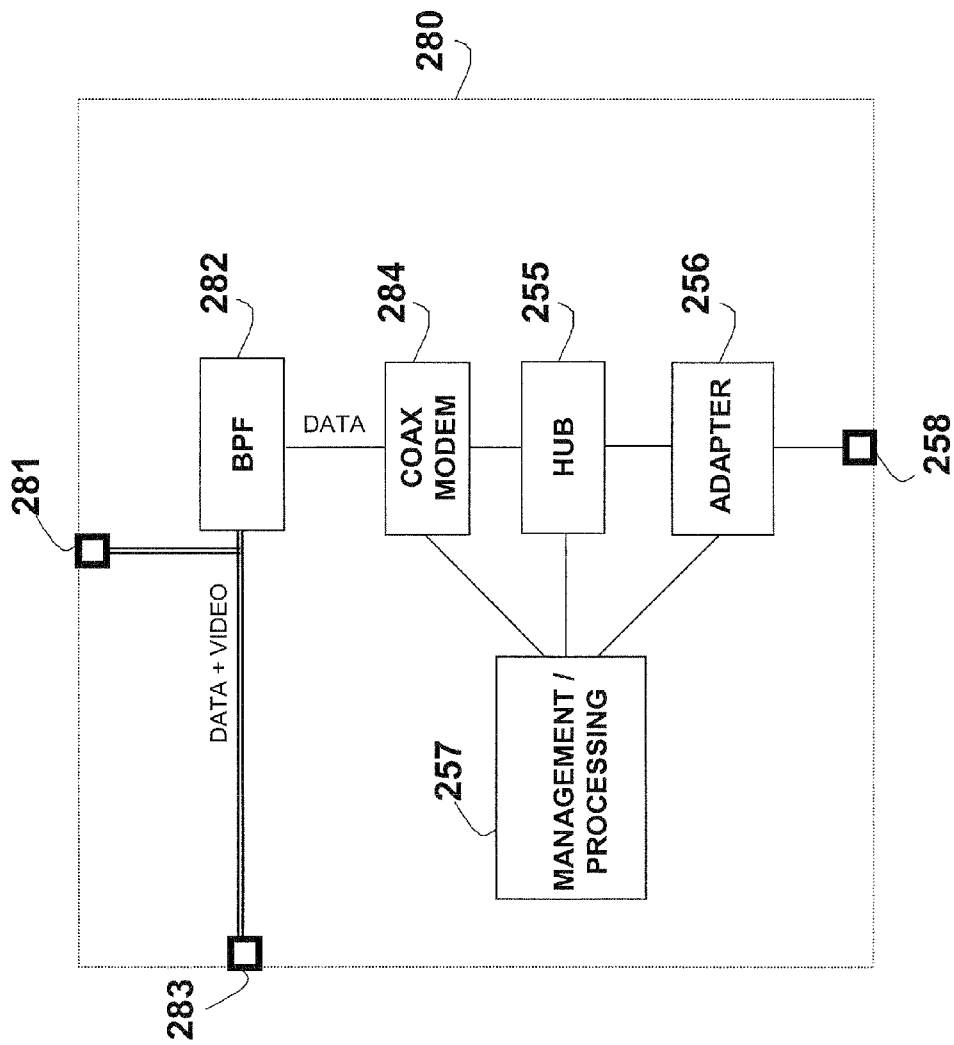 281
283
DATA + VIDEO
282
BPF
DATA
284
COAX
MODEM
280
257
MANAGEMENT /
PROCESSING
255
HUB
256
ADAPTER
258